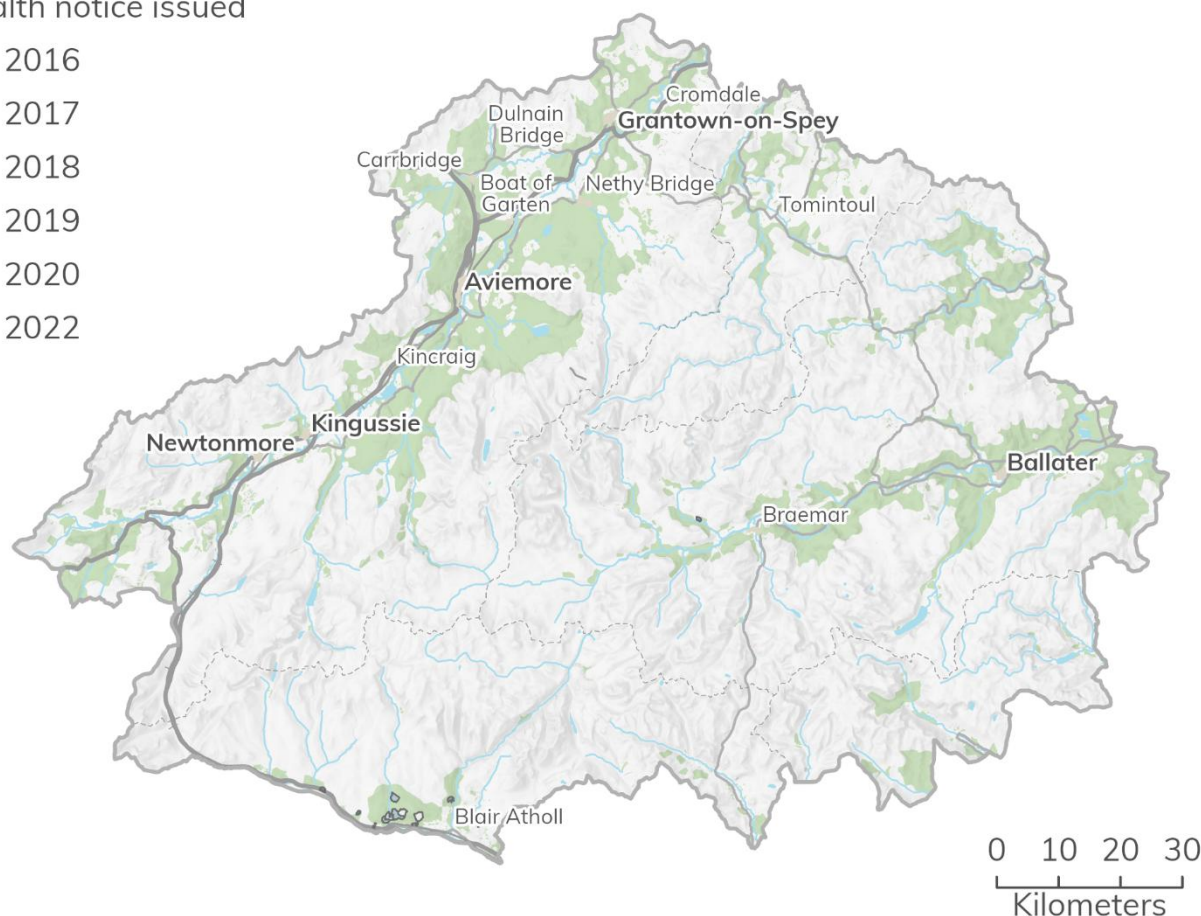 alth notice issued
2016
2017
2018
2019
2020
2022
Cromdale
Dulnain
Bridge
Grantown-on-Spey
Carrbridge
Boat of
Garten
Nethy Bridge
Tomintoul
Aviemore
Kincraig
Kingussie
Newtonmore
Ballater
Braemar
Blair Atholl
0 10 20 30
Kilometers